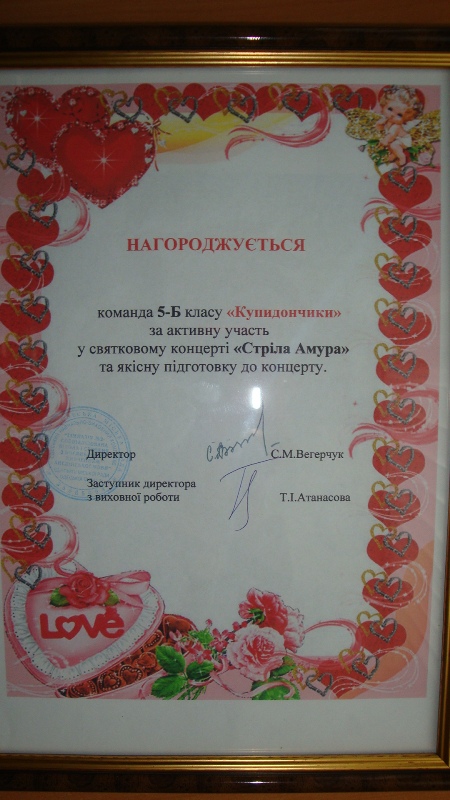 НАГОРОДЖУЄТЬСЯ
команда 5-Б класу «Купидончики»
за активну участь
у святковому концерті «Стріла Амура»
та якісну підготовку до концерту.
Директор С.М.Вегерчук
Заступник директора
з виховної роботи Т.І.Атанасова
LOVE